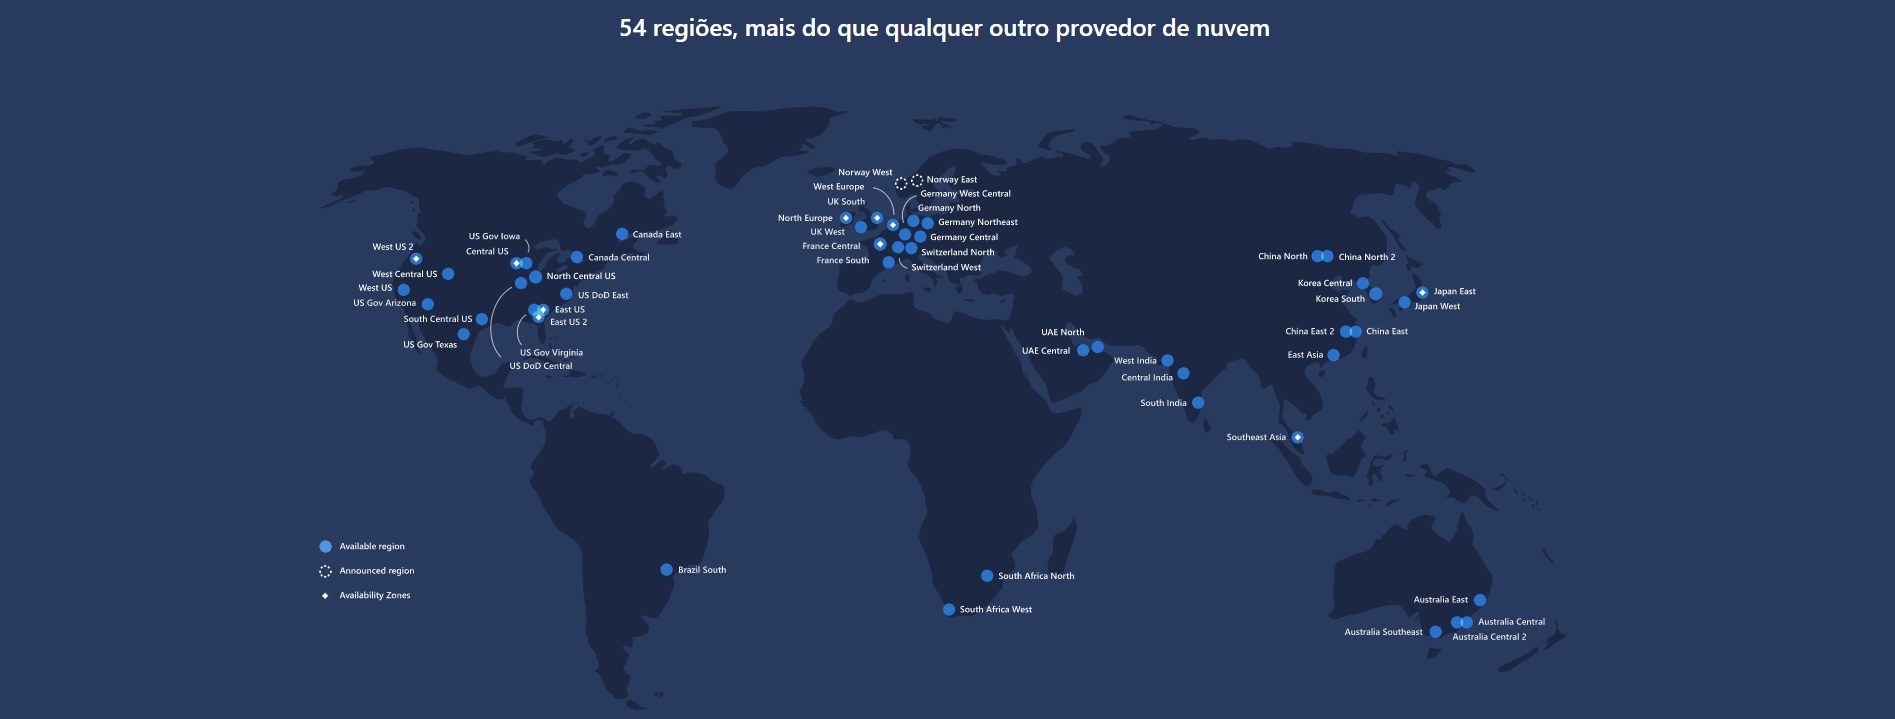 54 regiões, mais do que qualquer outro provedor de nuvem
Norway West
Norway East
West Europe
Germany West Central
UK South
Germany North
North Europe
Germany Northeast
UK West
Germany Central
France Central
Switzerland North
France South
Switzerland West
US Gov Iowa
Canada East
West US 2
Central US
Canada Central
West Central US
North Central US
West US
US DoD East
US Gov Arizona
East US
South Central US
East US 2
US Gov Texas
US Gov Virginia
US DoD Central
China North
China North 2
Korea Central
Korea South
Japan East
Japan West
China East 2
China East
East Asia
UAE North
UAE Central
West India
Central India
South India
Southeast Asia
Available region
Announced region
Availability Zones
Brazil South
South Africa North
South Africa West
Australia East
Australia Central
Australia Southeast
Australia Central 2